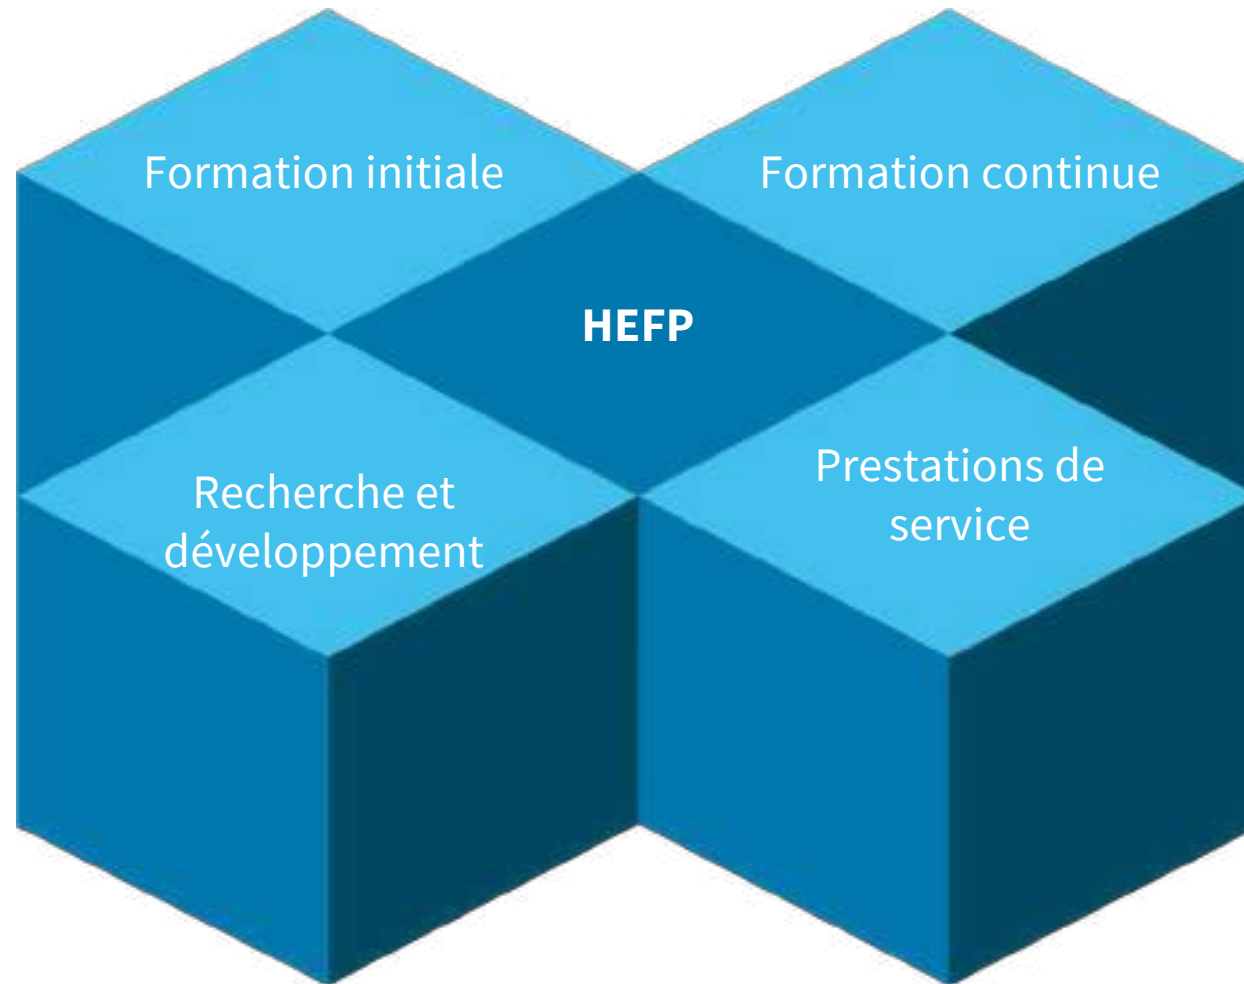 Formation initiale
Formation continue
HEFP
Recherche et
développement
Prestations de
service